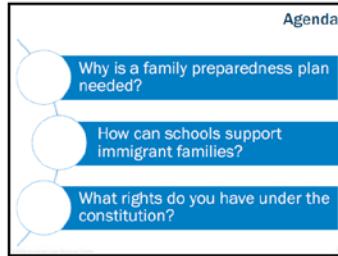 Agenda
Why is a family preparedness plan
needed?
How can schools support
immigrant families?
What rights do you have under the
constitution?